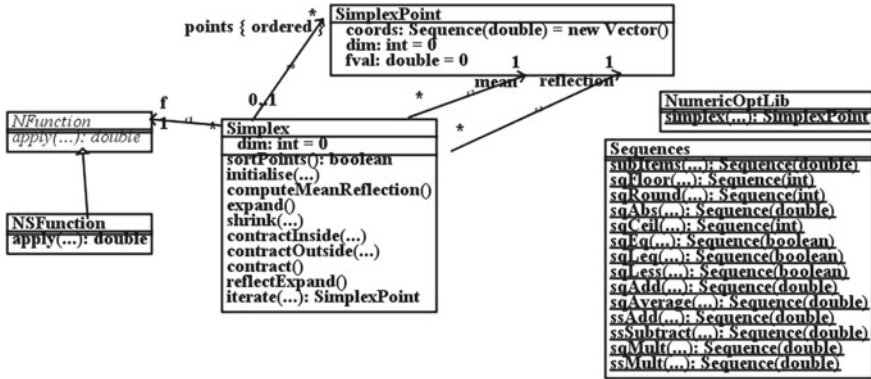 SimplexPoint
coords: Sequence(double) = new Vector()
dim: int = 0
fval: double = 0
*
points { ordered }
0..1
1
1
mean
reflection
*
*
f
1
*
NFunction
apply(...): double
NSFunction
apply(...): double
Simplex
dim: int = 0
sortPoints(): boolean
initialise(...)
computeMeanReflection()
expand()
shrink(...)
contractInside(...)
contractOutside(...)
contract()
reflectExpand()
iterate(...): SimplexPoint
NumericOptLib
simplex(...): SimplexPoint
Sequences
subItems(...): Sequence(double)
sqFloor(...): Sequence(int)
sqRound(...): Sequence(int)
sqAbs(...): Sequence(double)
sqCeil(...): Sequence(int)
sqEq(...): Sequence(boolean)
sqLeq(...): Sequence(boolean)
sqLess(...): Sequence(boolean)
sqAdd(...): Sequence(double)
sqAverage(...): Sequence(double)
ssAdd(...): Sequence(double)
ssSubtract(...): Sequence(double)
sqMult(...): Sequence(double)
ssMult(...): Sequence(double)